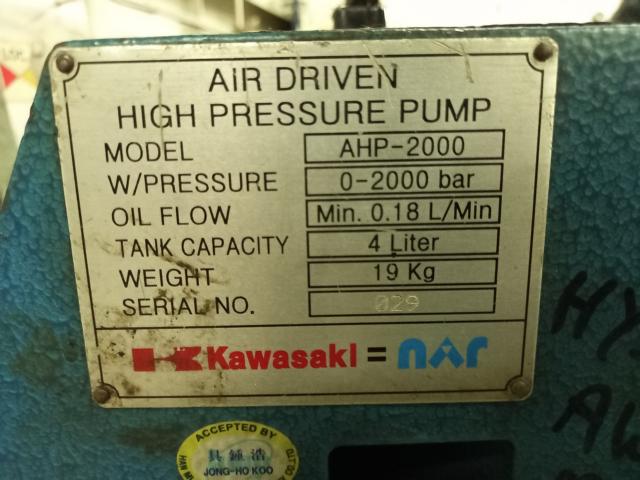 AIR DRIVEN
HIGH PRESSURE PUMP
MODEL AHP-2000
W/PRESSURE 0-2000 bar
OIL FLOW Min. 0.18 L/Min
TANK CAPACITY 4 Liter
WEIGHT 19 Kg
SERIAL NO. 029
Kawasaki = nar
ACCEPTED BY
JONG-HO KOO